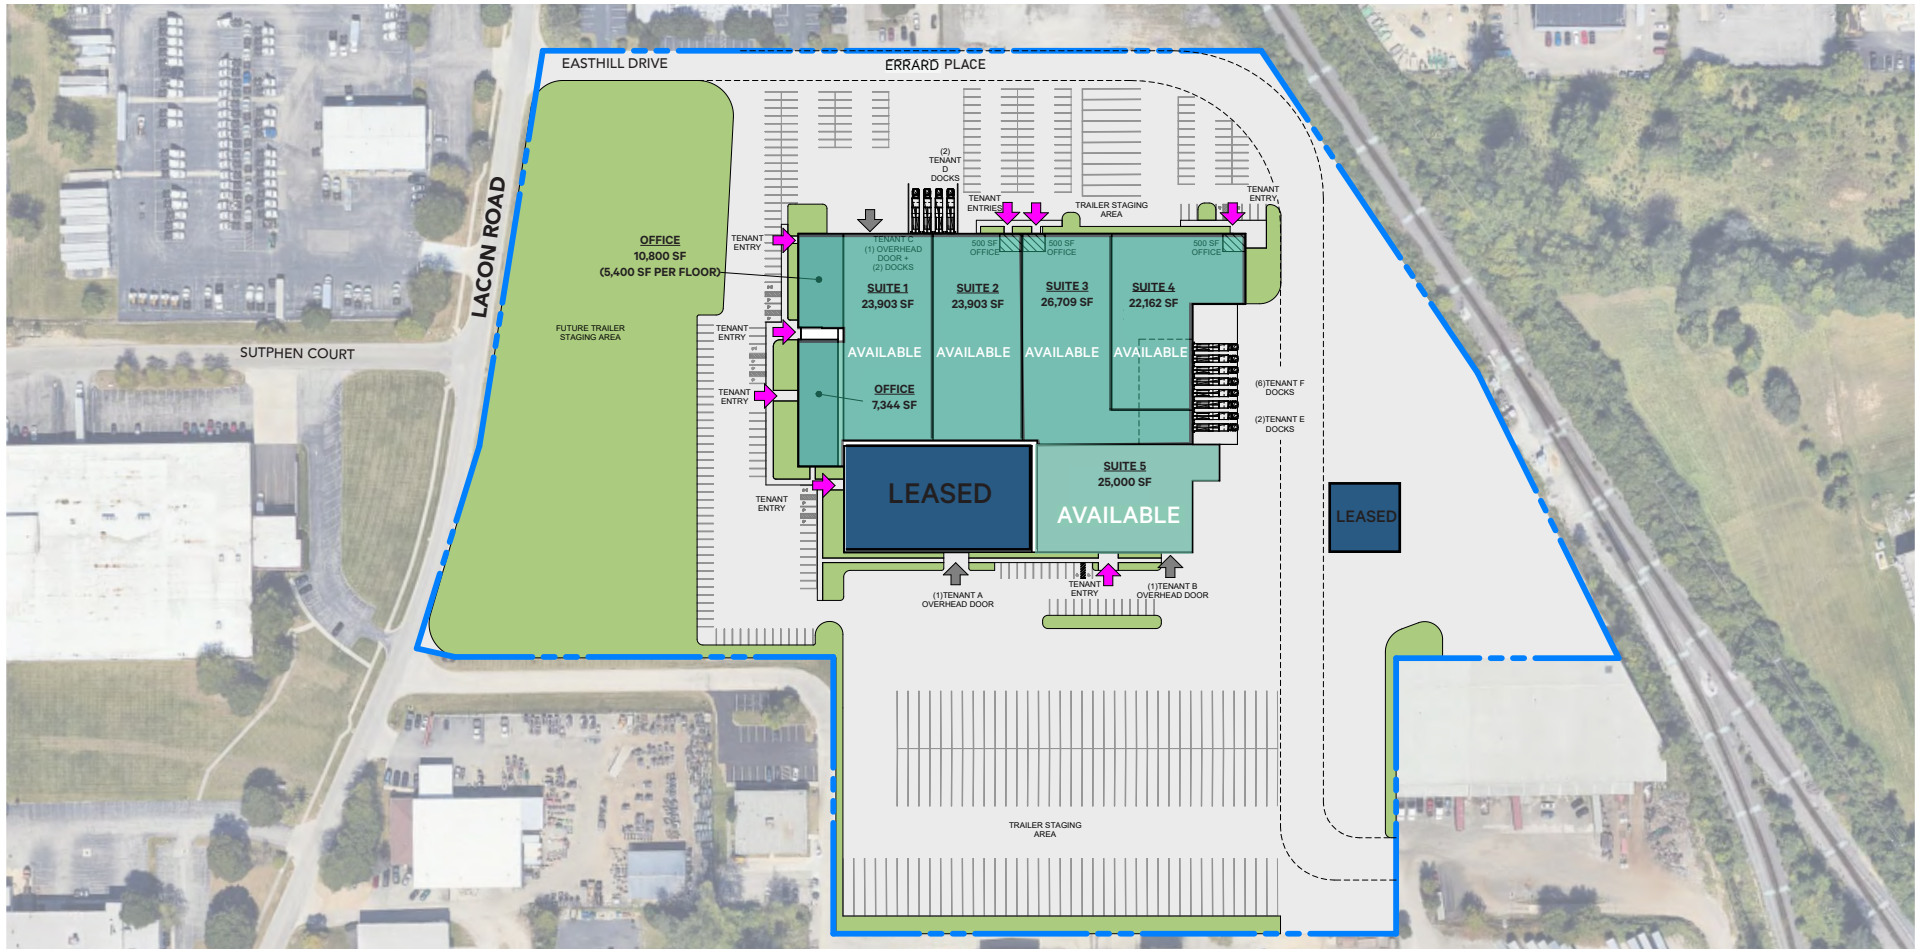 EASTHILL DRIVE
ERRARD PLACE
LACON ROAD
SUTPHEN COURT
FUTURE TRAILER
STAGING AREA
OFFICE
10,800 SF
(5,400 SF PER FLOOR)
TENANT
ENTRY
TENANT
ENTRY
TENANT
ENTRY
TENANT
ENTRY
(2)
TENANT
D
DOCKS
TENANT
ENTRIES
TRAILER STAGING
AREA
TENANT
ENTRY
TENANT C
(1) OVERHEAD
DOOR +
(2) DOCKS
500 SF
OFFICE
500 SF
OFFICE
500 SF
OFFICE
SUITE 1
23,903 SF
AVAILABLE
SUITE 2
23,903 SF
AVAILABLE
SUITE 3
26,709 SF
AVAILABLE
SUITE 4
22,162 SF
AVAILABLE
OFFICE
7,344 SF
(6)TENANT F
DOCKS
(2)TENANT E
DOCKS
LEASED
SUITE 5
25,000 SF
AVAILABLE
LEASED
(1)TENANT A
OVERHEAD DOOR
TENANT
ENTRY
(1)TENANT B
OVERHEAD DOOR
TRAILER STAGING
AREA